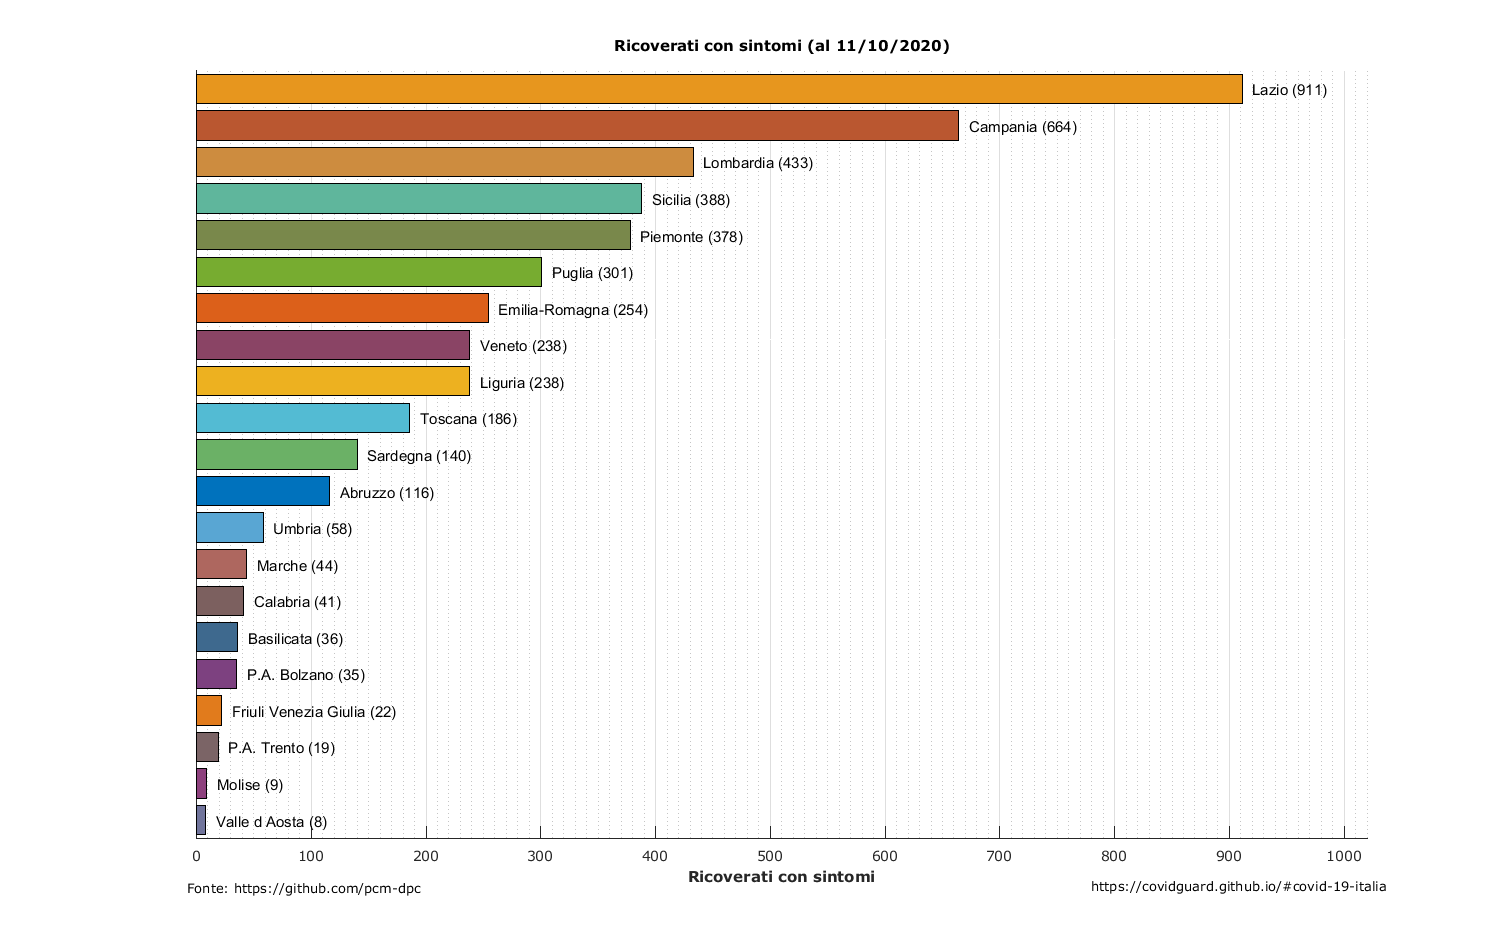 Ricoverati con sintomi (al 11/10/2020)
Lazio (911)
Campania (664)
Lombardia (433)
Sicilia (388)
Piemonte (378)
Puglia (301)
Emilia-Romagna (254)
Veneto (238)
Liguria (238)
Toscana (186)
Sardegna (140)
Abruzzo (116)
Umbria (58)
Marche (44)
Calabria (41)
Basilicata (36)
P.A. Bolzano (35)
Friuli Venezia Giulia (22)
P.A. Trento (19)
Molise (9)
Valle d Aosta (8)
0 100 200 300 400 500 600 700 800 900 1000
Ricoverati con sintomi
Fonte: https://github.com/pcm-dpc
https://covidguard.github.io/#covid-19-italia